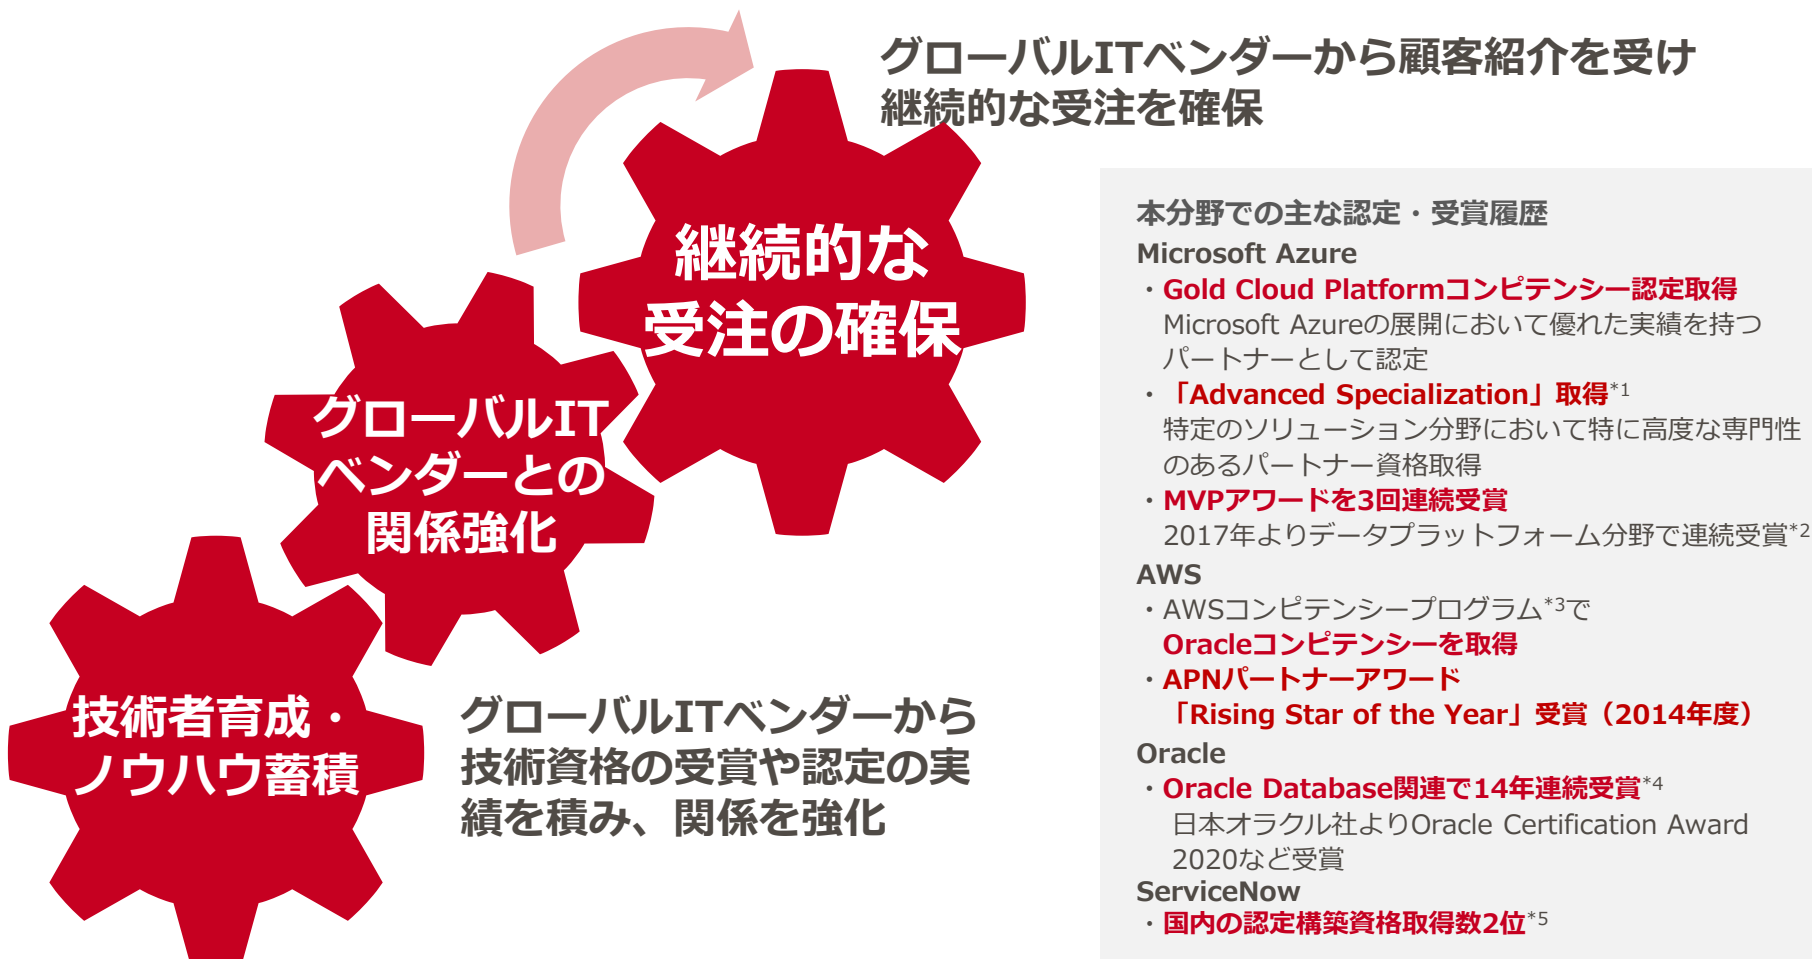 グローバルITベンダーから顧客紹介を受け
継続的な受注を確保
継続的な
受注の確保
グローバルIT
ベンダーとの
関係強化
技術者育成・
ノウハウ蓄積
グローバルITベンダーから
技術資格の受賞や認定の実
績を積み、関係を強化
本分野での主な認定・受賞履歴
Microsoft Azure
・Gold Cloud Platformコンピテンシー認定取得
Microsoft Azureの展開において優れた実績を持つ
パートナーとして認定
・「Advanced Specialization」取得*1
特定のソリューション分野において特に高度な専門性
のあるパートナー資格取得
・MVPアワードを3回連続受賞
2017年よりデータプラットフォーム分野で連続受賞*2
AWS
・AWSコンピテンシープログラム*3で
Oracleコンピテンシーを取得
・APNパートナーアワード
「Rising Star of the Year」受賞（2014年度）
Oracle
・Oracle Database関連で14年連続受賞*4
日本オラクル社よりOracle Certification Award
2020など受賞
ServiceNow
・国内の認定構築資格取得数2位*5